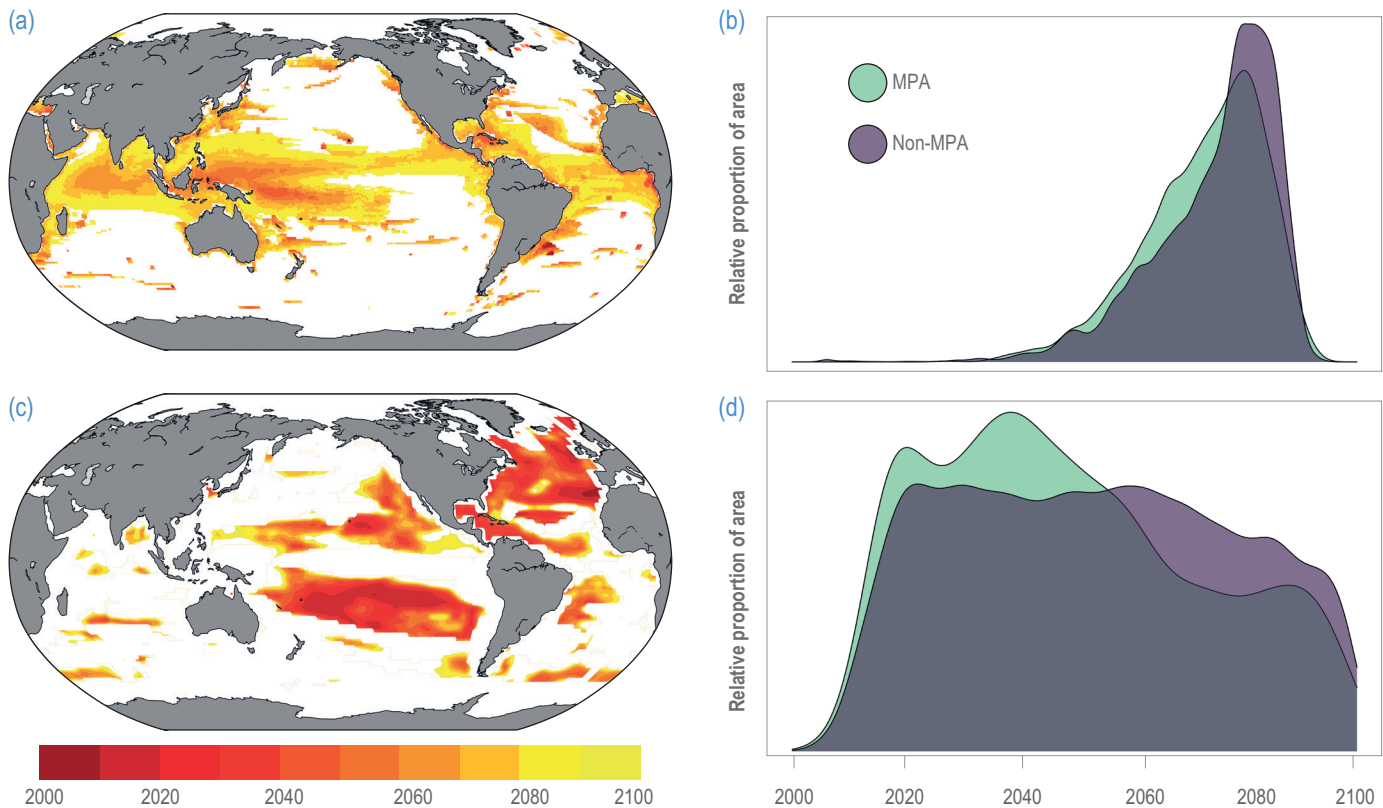 (a)
(b)
MPA
Non-MPA
Relative proportion of area
(c)
(d)
Relative proportion of area
2000 2020 2040 2060 2080 2100
2000 2020 2040 2060 2080 2100